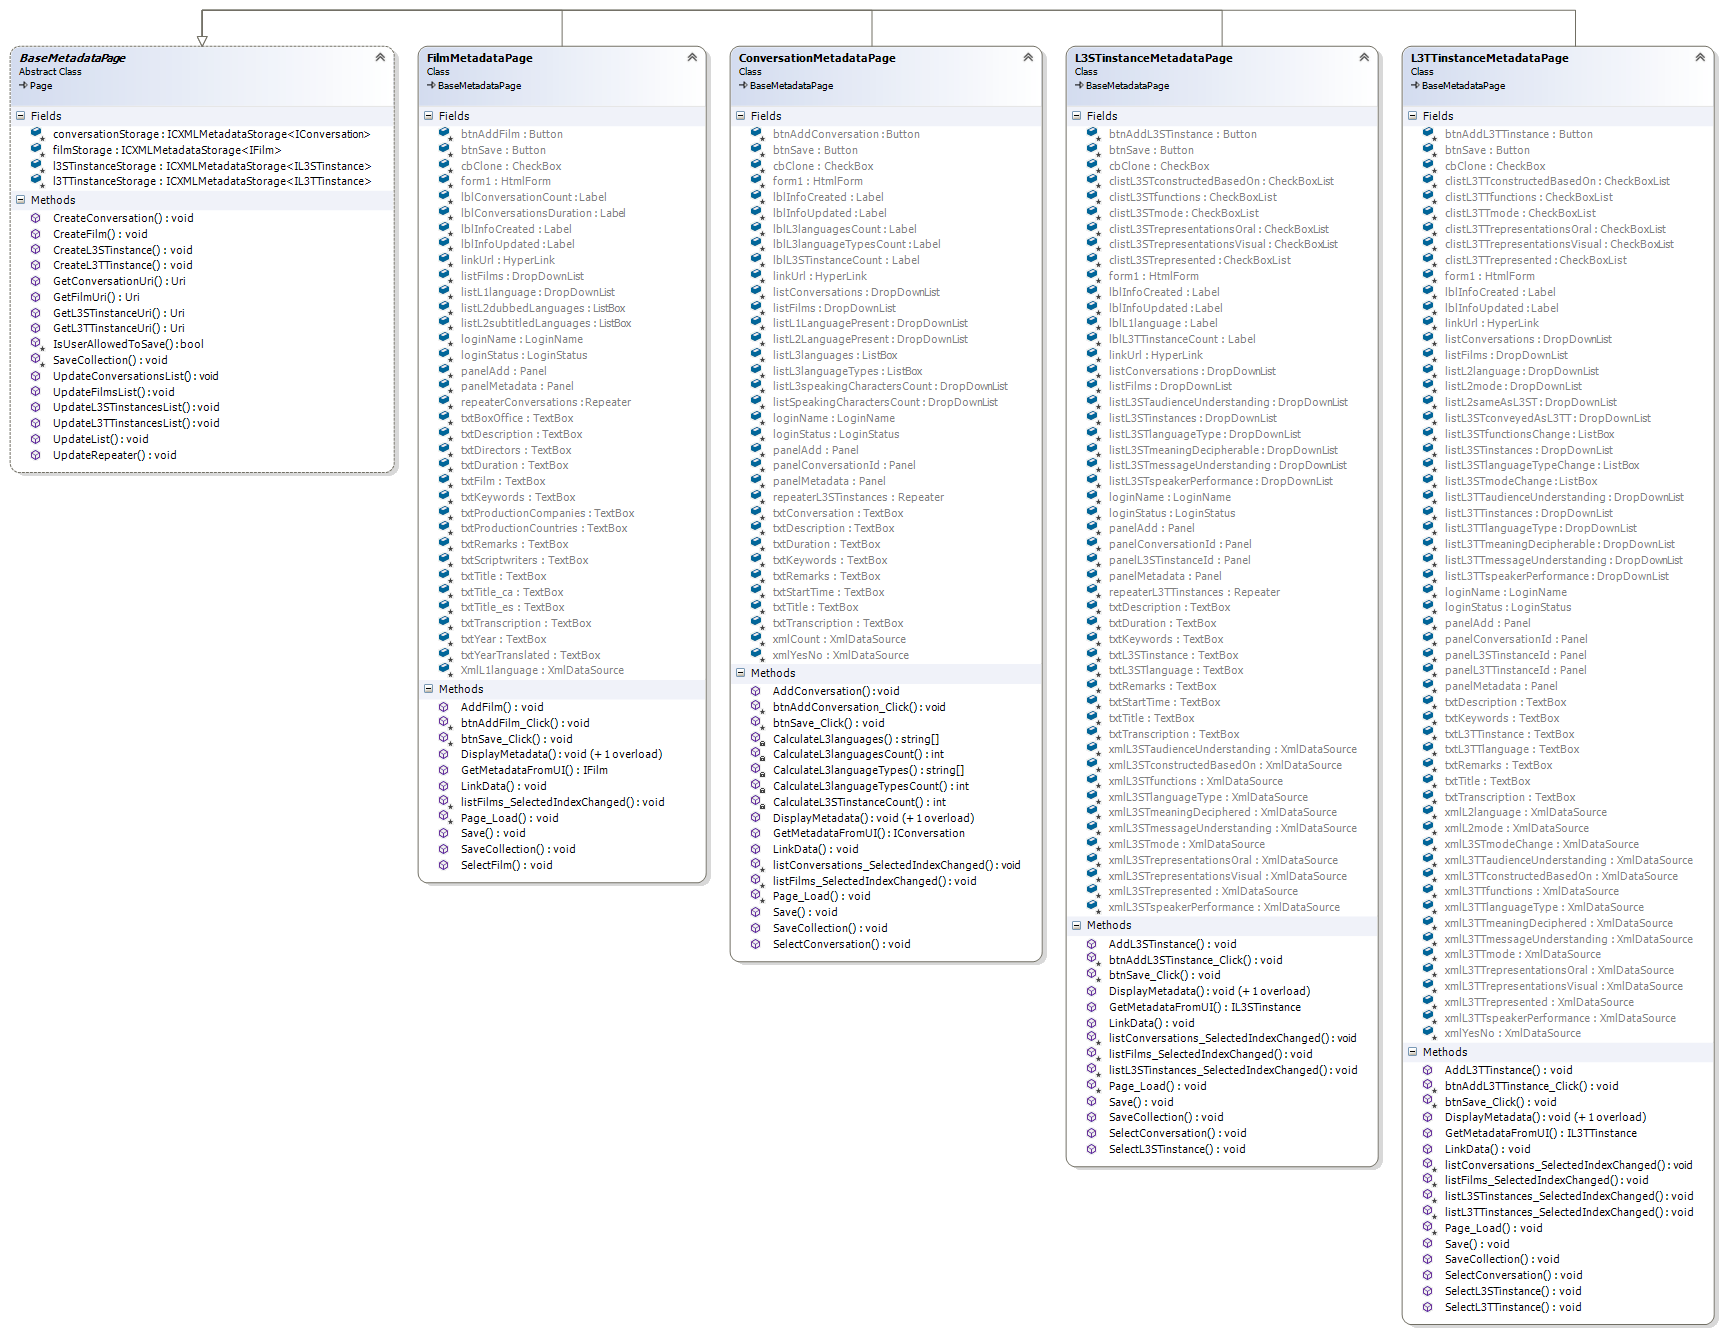 BaseMetadataPage
Abstract Class
Page
Fields
conversationStorage : ICXMLMetadataStorage<IConversation>
filmStorage : ICXMLMetadataStorage<IFilm>
l3STinstanceStorage : ICXMLMetadataStorage<IL3STinstance>
l3TTinstanceStorage : ICXMLMetadataStorage<IL3TTinstance>
Methods
CreateConversation() : void
CreateFilm() : void
CreateL3STinstance() : void
CreateL3TTinstance() : void
GetConversationUri() : Uri
GetFilmUri() : Uri
GetL3STinstanceUri() : Uri
GetL3TTinstanceUri() : Uri
IsUserAllowedToSave() : bool
SaveCollection() : void
UpdateConversationsList() : void
UpdateFilmsList() : void
UpdateL3STinstancesList() : void
UpdateL3TTinstancesList() : void
UpdateList() : void
UpdateRepeater() : void
FilmMetadataPage
Class
BaseMetadataPage
Fields
btnAddFilm : Button
btnSave : Button
cbClone : CheckBox
form1 : HtmlForm
lblConversationCount : Label
lblConversationsDuration : Label
lblInfoCreated : Label
lblInfoUpdated : Label
linkUrl : HyperLink
listFilms : DropDownList
listL1language : DropDownList
listL2dubbedLanguages : ListBox
listL2subtitledLanguages : ListBox
loginName : LoginName
loginStatus : LoginStatus
panelAdd : Panel
panelMetadata : Panel
repeaterConversations : Repeater
txtBoxOffice : TextBox
txtDescription : TextBox
txtDirectors : TextBox
txtDuration : TextBox
txtFilm : TextBox
txtKeywords : TextBox
txtProductionCompanies : TextBox
txtProductionCountries : TextBox
txtRemarks : TextBox
txtScriptwriters : TextBox
txtTitle : TextBox
txtTitle_ca : TextBox
txtTitle_es : TextBox
txtTranscription : TextBox
txtYear : TextBox
txtYearTranslated : TextBox
XmlL1language : XmlDataSource
Methods
AddFilm() : void
btnAddFilm_Click() : void
btnSave_Click() : void
DisplayMetadata() : void (+ 1 overload)
GetMetadataFromUI() : IFilm
LinkData() : void
listFilms_SelectedIndexChanged() : void
Page_Load() : void
Save() : void
SaveCollection() : void
SelectFilm() : void
ConversationMetadataPage
Class
BaseMetadataPage
Fields
btnAddConversation : Button
btnSave : Button
cbClone : CheckBox
form1 : HtmlForm
lblInfoCreated : Label
lblInfoUpdated : Label
lblL3languagesCount : Label
lblL3languageTypesCount : Label
lblL3STinstanceCount : Label
linkUrl : HyperLink
listConversations : DropDownList
listFilms : DropDownList
listL1LanguagePresent : DropDownList
listL2LanguagePresent : DropDownList
listL3languages : ListBox
listL3languageTypes : ListBox
listL3speakingCharactersCount : DropDownList
listSpeakingCharactersCount : DropDownList
loginName : LoginName
loginStatus : LoginStatus
panelAdd : Panel
panelConversationId : Panel
panelMetadata : Panel
repeaterL3STinstances : Repeater
txtConversation : TextBox
txtDescription : TextBox
txtDuration : TextBox
txtKeywords : TextBox
txtRemarks : TextBox
txtStartTime : TextBox
txtTitle : TextBox
txtTranscription : TextBox
xmlCount : XmlDataSource
xmlYesNo : XmlDataSource
Methods
AddConversation() : void
btnAddConversation_Click() : void
btnSave_Click() : void
CalculateL3languages() : string[]
CalculateL3languagesCount() : int
CalculateL3languageTypes() : string[]
CalculateL3languageTypesCount() : int
CalculateL3STinstanceCount() : int
DisplayMetadata() : void (+ 1 overload)
GetMetadataFromUI() : IConversation
LinkData() : void
listConversations_SelectedIndexChanged() : void
listFilms_SelectedIndexChanged() : void
Page_Load() : void
Save() : void
SaveCollection() : void
SelectConversation() : void
L3STinstanceMetadataPage
Class
BaseMetadataPage
Fields
btnAddL3STinstance : Button
btnSave : Button
cbClone : CheckBox
clistL3STconstructedBasedOn : CheckBoxList
clistL3STfunctions : CheckBoxList
clistL3STmode : CheckBoxList
clistL3STrepresentationsOral : CheckBoxList
clistL3STrepresentationsVisual : CheckBoxList
clistL3STrepresented : CheckBoxList
form1 : HtmlForm
lblInfoCreated : Label
lblInfoUpdated : Label
lblL1language : Label
lblL3TTinstanceCount : Label
linkUrl : HyperLink
listConversations : DropDownList
listFilms : DropDownList
listL3STaudienceUnderstanding : DropDownList
listL3STinstances : DropDownList
listL3STlanguageType : DropDownList
listL3STmeaningDecipherable : DropDownList
listL3STmessageUnderstanding : DropDownList
listL3STspeakerPerformance : DropDownList
loginName : LoginName
loginStatus : LoginStatus
panelAdd : Panel
panelConversationId : Panel
panelL3STinstanceId : Panel
panelMetadata : Panel
repeaterL3TTinstances : Repeater
txtDescription : TextBox
txtDuration : TextBox
txtKeywords : TextBox
txtL3STinstance : TextBox
txtL3STlanguage : TextBox
txtRemarks : TextBox
txtStartTime : TextBox
txtTitle : TextBox
txtTranscription : TextBox
xmlL3STaudienceUnderstanding : XmlDataSource
xmlL3STconstructedBasedOn : XmlDataSource
xmlL3STfunctions : XmlDataSource
xmlL3STlanguageType : XmlDataSource
xmlL3STmeaningDeciphered : XmlDataSource
xmlL3STmessageUnderstanding : XmlDataSource
xmlL3STmode : XmlDataSource
xmlL3STrepresentationsOral : XmlDataSource
xmlL3STrepresentationsVisual : XmlDataSource
xmlL3STrepresented : XmlDataSource
xmlL3STspeakerPerformance : XmlDataSource
Methods
AddL3STinstance() : void
btnAddL3STinstance_Click() : void
btnSave_Click() : void
DisplayMetadata() : void (+ 1 overload)
GetMetadataFromUI() : IL3STinstance
LinkData() : void
listConversations_SelectedIndexChanged() : void
listFilms_SelectedIndexChanged() : void
listL3STinstances_SelectedIndexChanged() : void
Page_Load() : void
Save() : void
SaveCollection() : void
SelectConversation() : void
SelectL3STinstance() : void
L3TTinstanceMetadataPage
Class
BaseMetadataPage
Fields
btnAddL3TTinstance : Button
btnSave : Button
cbClone : CheckBox
clistL3TTconstructedBasedOn : CheckBoxList
clistL3TTfunctions : CheckBoxList
clistL3TTmode : CheckBoxList
clistL3TTrepresentationsOral : CheckBoxList
clistL3TTrepresentationsVisual : CheckBoxList
clistL3TTrepresented : CheckBoxList
form1 : HtmlForm
lblInfoCreated : Label
lblInfoUpdated : Label
linkUrl : HyperLink
listConversations : DropDownList
listFilms : DropDownList
listL2language : DropDownList
listL2mode : DropDownList
listL2sameAsL3ST : DropDownList
listL3STconveyedAsL3TT : DropDownList
listL3STfunctionsChange : ListBox
listL3STinstances : DropDownList
listL3STlanguageTypeChange : ListBox
listL3STmodeChange : ListBox
listL3TTaudienceUnderstanding : DropDownList
listL3TTinstances : DropDownList
listL3TTlanguageType : DropDownList
listL3TTmeaningDecipherable : DropDownList
listL3TTmessageUnderstanding : DropDownList
listL3TTspeakerPerformance : DropDownList
loginName : LoginName
loginStatus : LoginStatus
panelAdd : Panel
panelConversationId : Panel
panelL3STinstanceId : Panel
panelL3TTinstanceId : Panel
panelMetadata : Panel
txtDescription : TextBox
txtKeywords : TextBox
txtL3TTinstance : TextBox
txtL3TTlanguage : TextBox
txtRemarks : TextBox
txtTitle : TextBox
txtTranscription : TextBox
xmlL2language : XmlDataSource
xmlL2mode : XmlDataSource
xmlL3STmodeChange : XmlDataSource
xmlL3TTaudienceUnderstanding : XmlDataSource
xmlL3TTconstructedBasedOn : XmlDataSource
xmlL3TTfunctions : XmlDataSource
xmlL3TTlanguageType : XmlDataSource
xmlL3TTmeaningDeciphered : XmlDataSource
xmlL3TTmessageUnderstanding : XmlDataSource
xmlL3TTmode : XmlDataSource
xmlL3TTrepresentationsOral : XmlDataSource
xmlL3TTrepresentationsVisual : XmlDataSource
xmlL3TTrepresented : XmlDataSource
xmlL3TTspeakerPerformance : XmlDataSource
xmlYesNo : XmlDataSource
Methods
AddL3TTinstance() : void
btnAddL3TTinstance_Click() : void
btnSave_Click() : void
DisplayMetadata() : void (+ 1 overload)
GetMetadataFromUI() : IL3TTinstance
LinkData() : void
listConversations_SelectedIndexChanged() : void
listFilms_SelectedIndexChanged() : void
listL3STinstances_SelectedIndexChanged() : void
listL3TTinstances_SelectedIndexChanged() : void
Page_Load() : void
Save() : void
SaveCollection() : void
SelectConversation() : void
SelectL3STinstance() : void
SelectL3TTinstance() : void